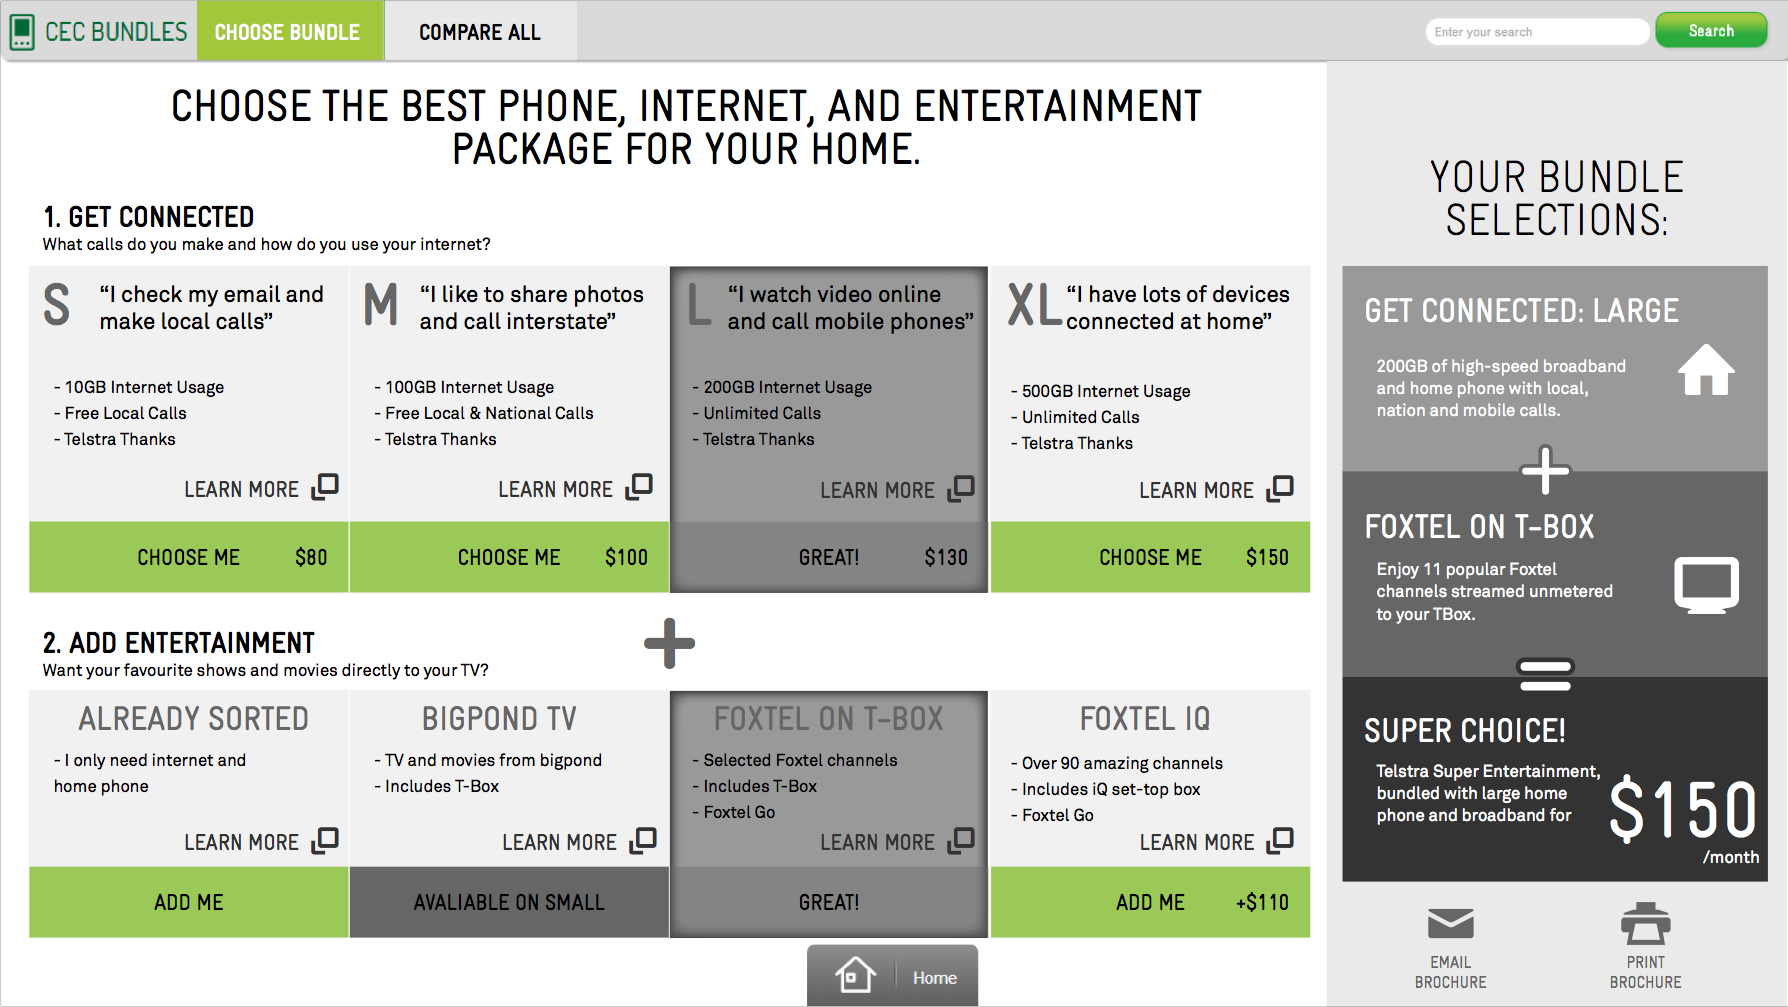 CEC BUNDLES
CHOOSE BUNDLE
COMPARE ALL
Enter your search
Search
CHOOSE THE BEST PHONE, INTERNET, AND ENTERTAINMENT
PACKAGE FOR YOUR HOME.
1. GET CONNECTED
What calls do you make and how do you use your internet?
S
“I check my email and
make local calls”
- 10GB Internet Usage
- Free Local Calls
- Telstra Thanks
LEARN MORE
CHOOSE ME $80
M
“I like to share photos
and call interstate”
- 100GB Internet Usage
- Free Local & National Calls
- Telstra Thanks
LEARN MORE
CHOOSE ME $100
L
“I watch video online
and call mobile phones”
- 200GB Internet Usage
- Unlimited Calls
- Telstra Thanks
LEARN MORE
GREAT! $130
XL
“I have lots of devices
connected at home”
- 500GB Internet Usage
- Unlimited Calls
- Telstra Thanks
LEARN MORE
CHOOSE ME $150
2. ADD ENTERTAINMENT
Want your favourite shows and movies directly to your TV?
ALREADY SORTED
- I only need internet and
home phone
LEARN MORE
ADD ME
BIGPOND TV
- TV and movies from bigpond
- Includes T-Box
LEARN MORE
AVALIABLE ON SMALL
FOXTEL ON T-BOX
- Selected Foxtel channels
- Includes T-Box
- Foxtel Go
LEARN MORE
GREAT!
FOXTEL IQ
- Over 90 amazing channels
- Includes iQ set-top box
- Foxtel Go
LEARN MORE
ADD ME +$110
Home
YOUR BUNDLE
SELECTIONS:
GET CONNECTED: LARGE
200GB of high-speed broadband
and home phone with local,
nation and mobile calls.
FOXTEL ON T-BOX
Enjoy 11 popular Foxtel
channels streamed unmetered
to your TBox.
SUPER CHOICE!
Telstra Super Entertainment,
bundled with large home
phone and broadband for
$150
/month
EMAIL
BROCHURE
PRINT
BROCHURE